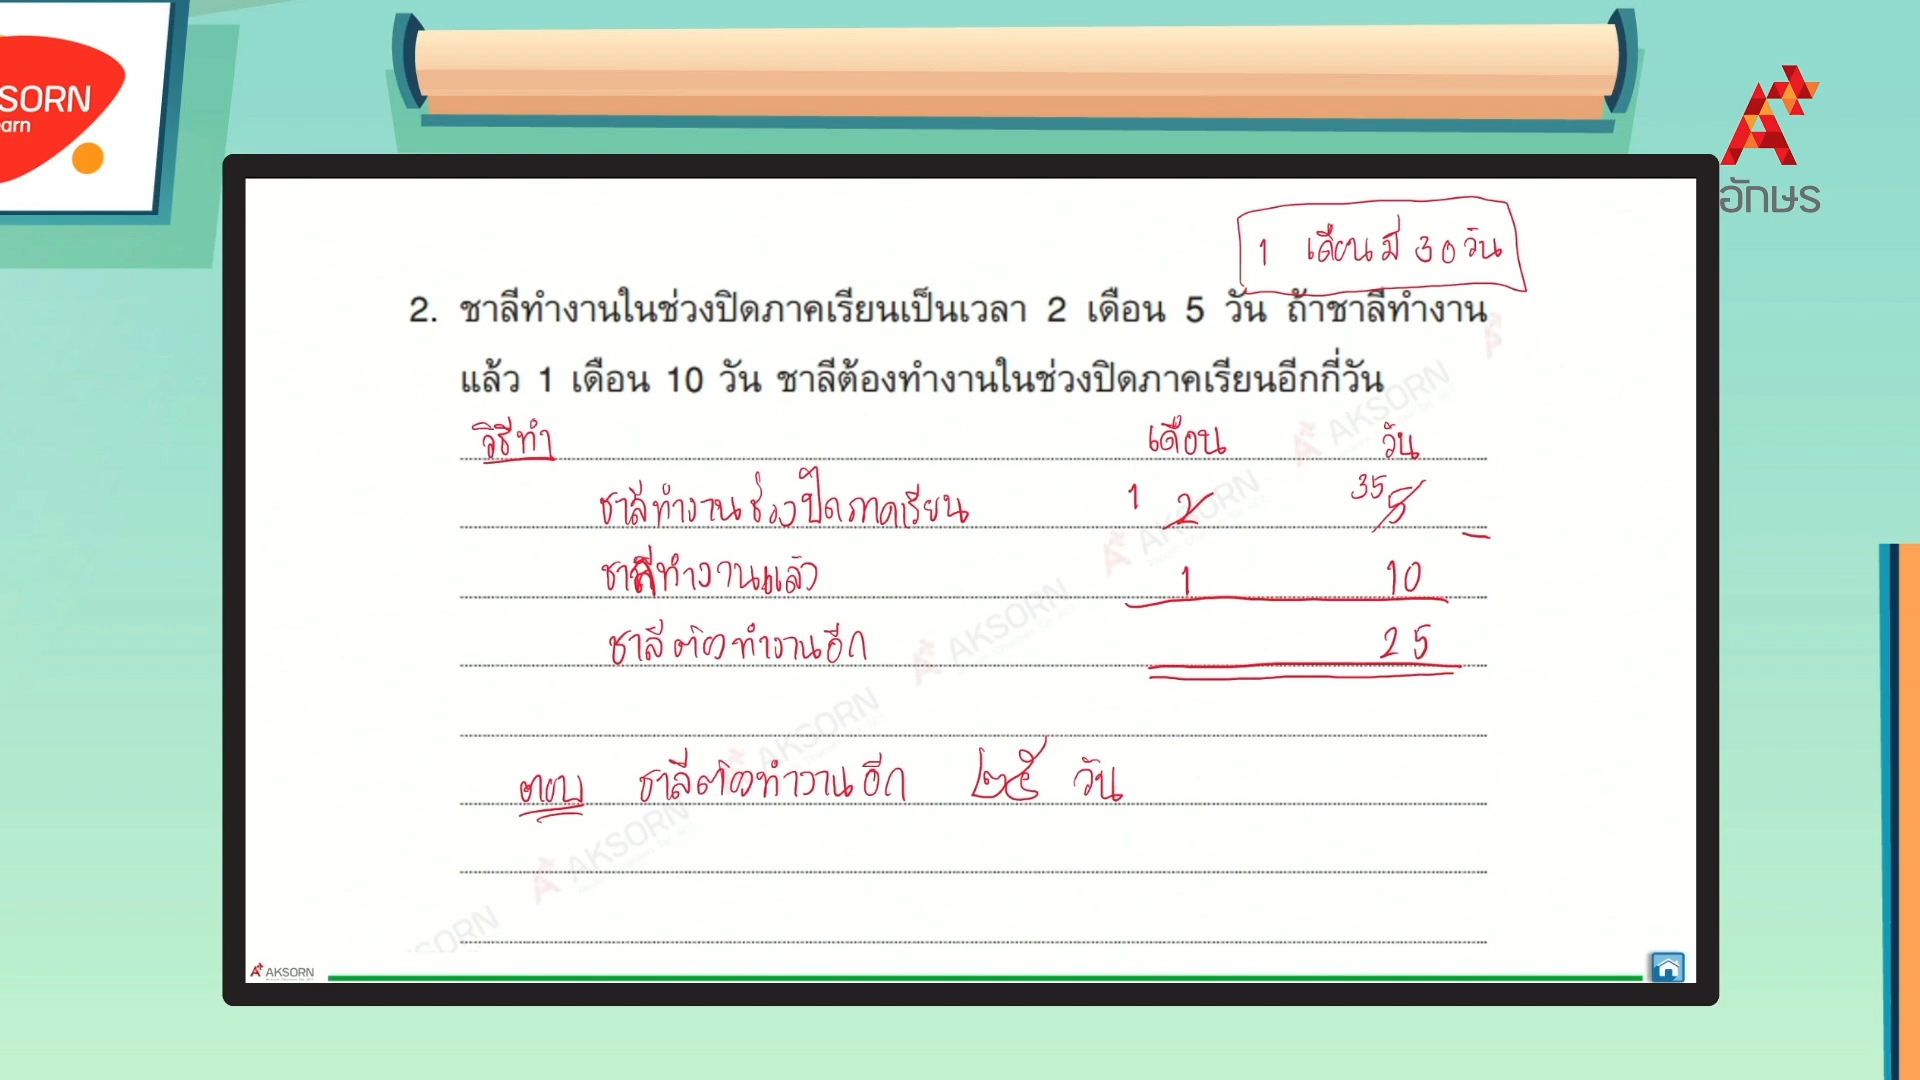 SORN
arn
อักษร
1 เดือนมี 30 วัน
2. ชาลีทำงานในช่วงปิดภาคเรียนเป็นเวลา 2 เดือน 5 วัน ถ้าชาลีทำงาน
แล้ว 1 เดือน 10 วัน ชาลีต้องทำงานในช่วงปิดภาคเรียนอีกกี่วัน
วิธีทำ เดือน วัน
ชาลีทำงานช่วงปิดภาคเรียน 1 2 35 5 -
ชาลีทำงานแล้ว 1 10
ชาลีต้องทำงานอีก 25
ตอบ ชาลีต้องทำงานอีก ๒๕ วัน
AKSORN